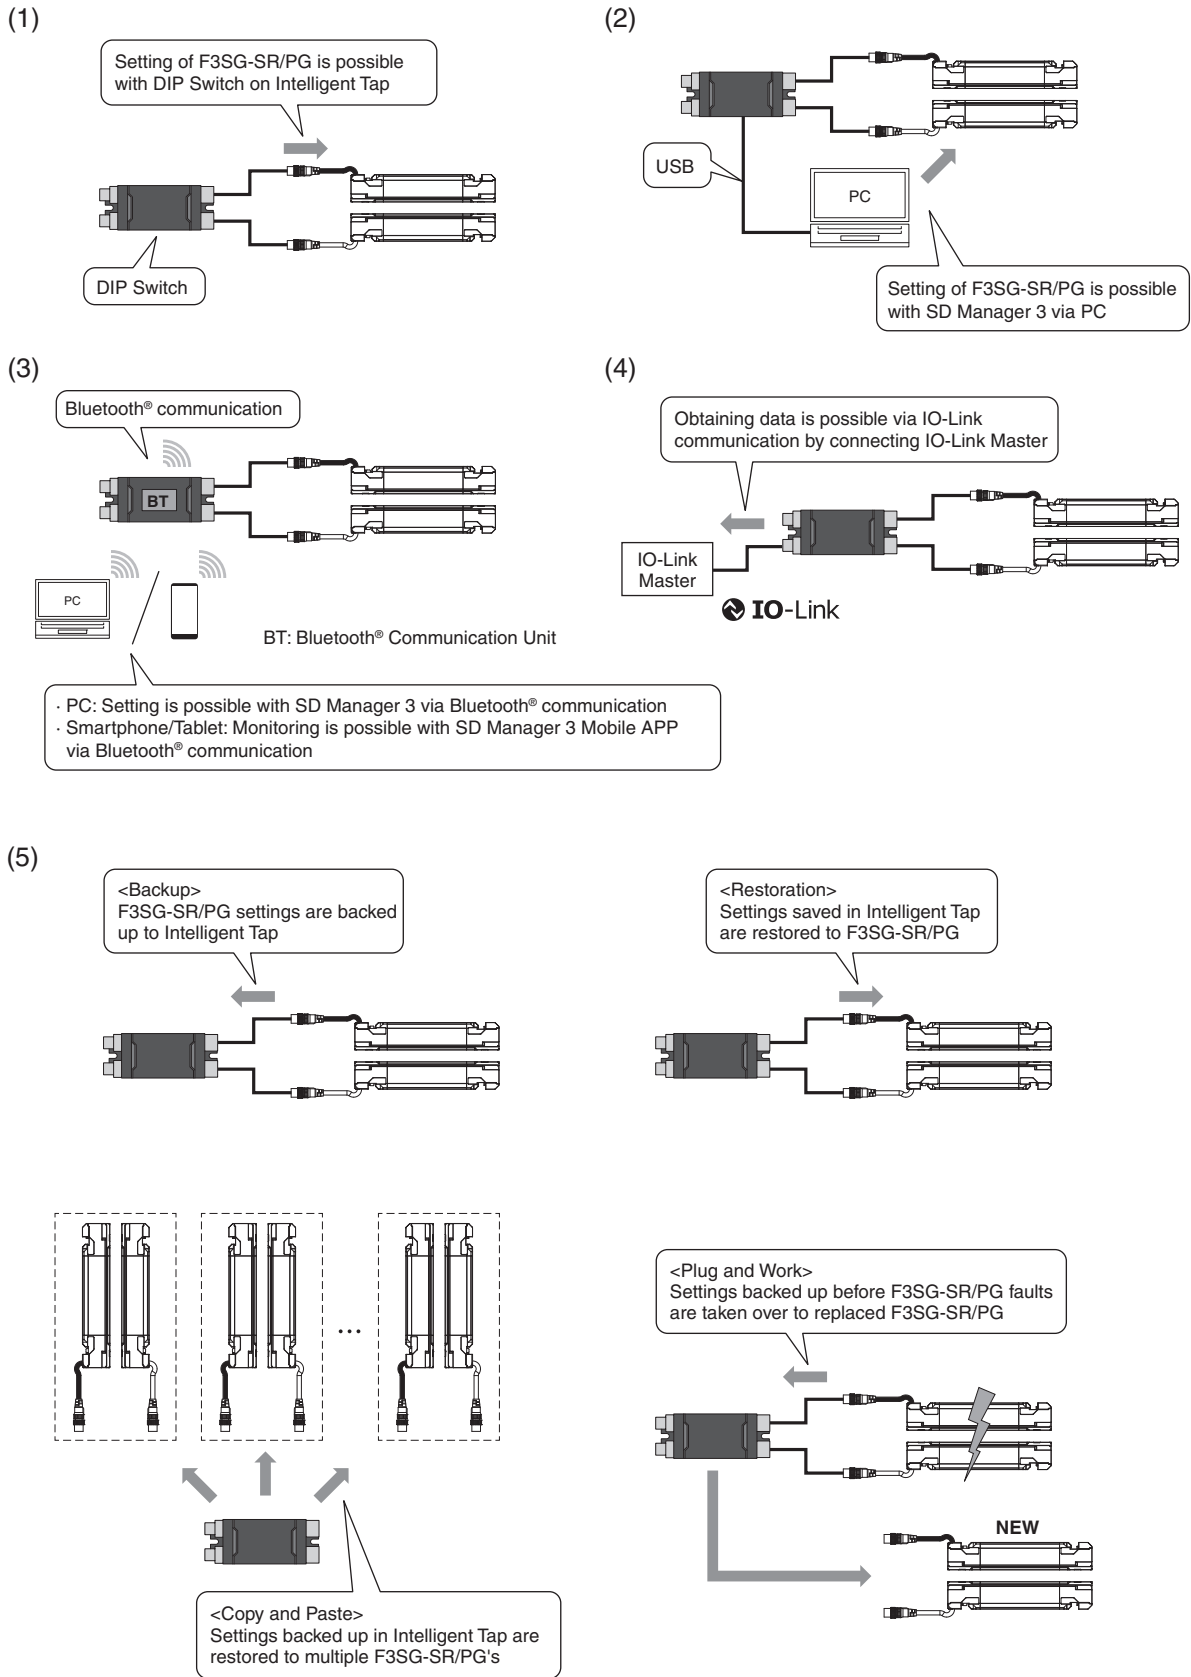 (1)
Setting of F3SG-SR/PG is possible
with DIP Switch on Intelligent Tap
DIP Switch
(2)
USB
PC
Setting of F3SG-SR/PG is possible
with SD Manager 3 via PC
(3)
Bluetooth® communication
BT
PC
BT: Bluetooth® Communication Unit
· PC: Setting is possible with SD Manager 3 via Bluetooth® communication
· Smartphone/Tablet: Monitoring is possible with SD Manager 3 Mobile APP
via Bluetooth® communication
(4)
Obtaining data is possible via IO-Link
communication by connecting IO-Link Master
IO-Link
Master
IO-Link
(5)
<Backup>
F3SG-SR/PG settings are backed
up to Intelligent Tap
<Restoration>
Settings saved in Intelligent Tap
are restored to F3SG-SR/PG
...
<Copy and Paste>
Settings backed up in Intelligent Tap are
restored to multiple F3SG-SR/PG's
<Plug and Work>
Settings backed up before F3SG-SR/PG faults
are taken over to replaced F3SG-SR/PG
NEW